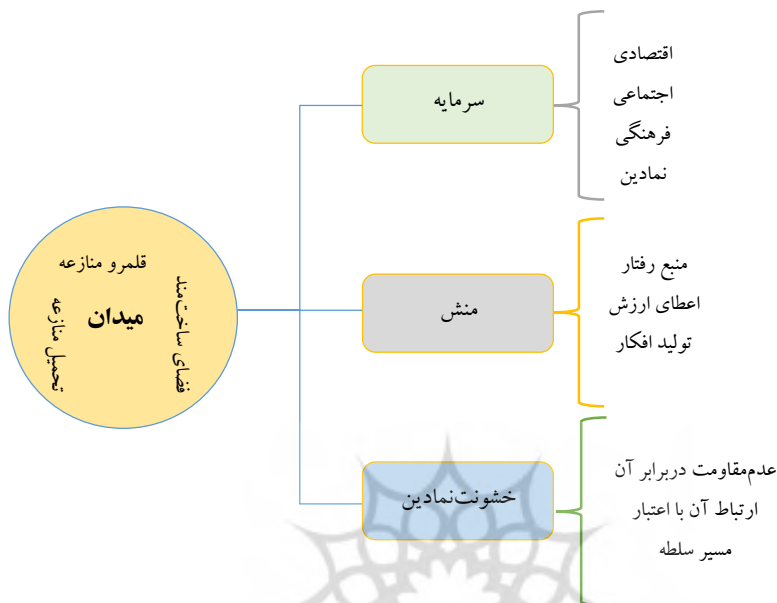 اقتصادی
اجتماعی
فرهنگی
نمادین
سرمایه
منبع رفتار
اعطای ارزش
تولید افکار
منش
قلمرو منازعه
فضای ساخت‌مند
میدان
تحمیل منازعه
عدم‌مقاومت دربرابر آن
ارتباط آن با اعتبار
مسیر سلطه
خشونت‌نمادین